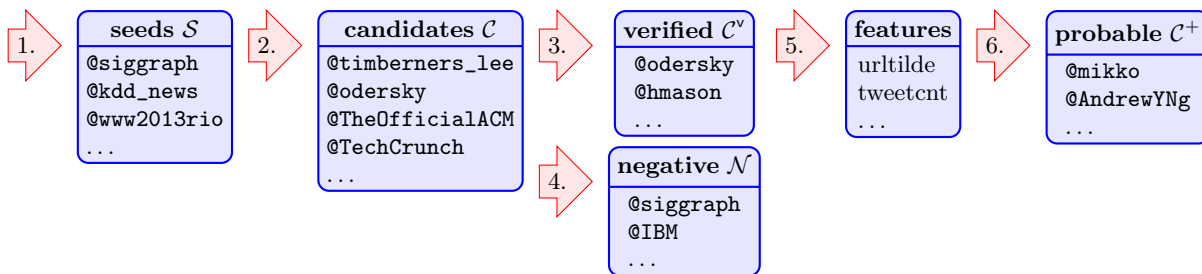 1.
seeds S
@siggraph
@kdd_news
@www2013rio
...
2.
candidates C
@timberners_lee
@odersky
@TheOfficialACM
@TechCrunch
...
3.
verified Cᵛ
@odersky
@hmason
...
4.
negative N
@siggraph
@IBM
...
5.
features
urltilde
tweetcnt
...
6.
probable C⁺
@mikko
@AndrewYNg
...